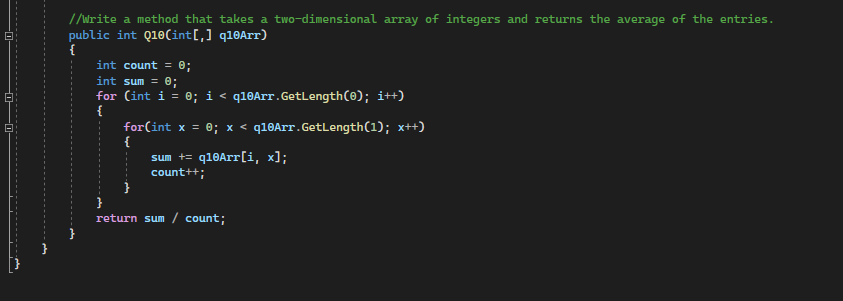 //Write a method that takes a two-dimensional array of integers and returns the average of the entries.
public int Q10(int[,] q10Arr)
{
int count = 0;
int sum = 0;
for (int i = 0; i < q10Arr.GetLength(0); i++)
{
for(int x = 0; x < q10Arr.GetLength(1); x++)
{
sum += q10Arr[i, x];
count++;
}
}
return sum / count;
}
}
}